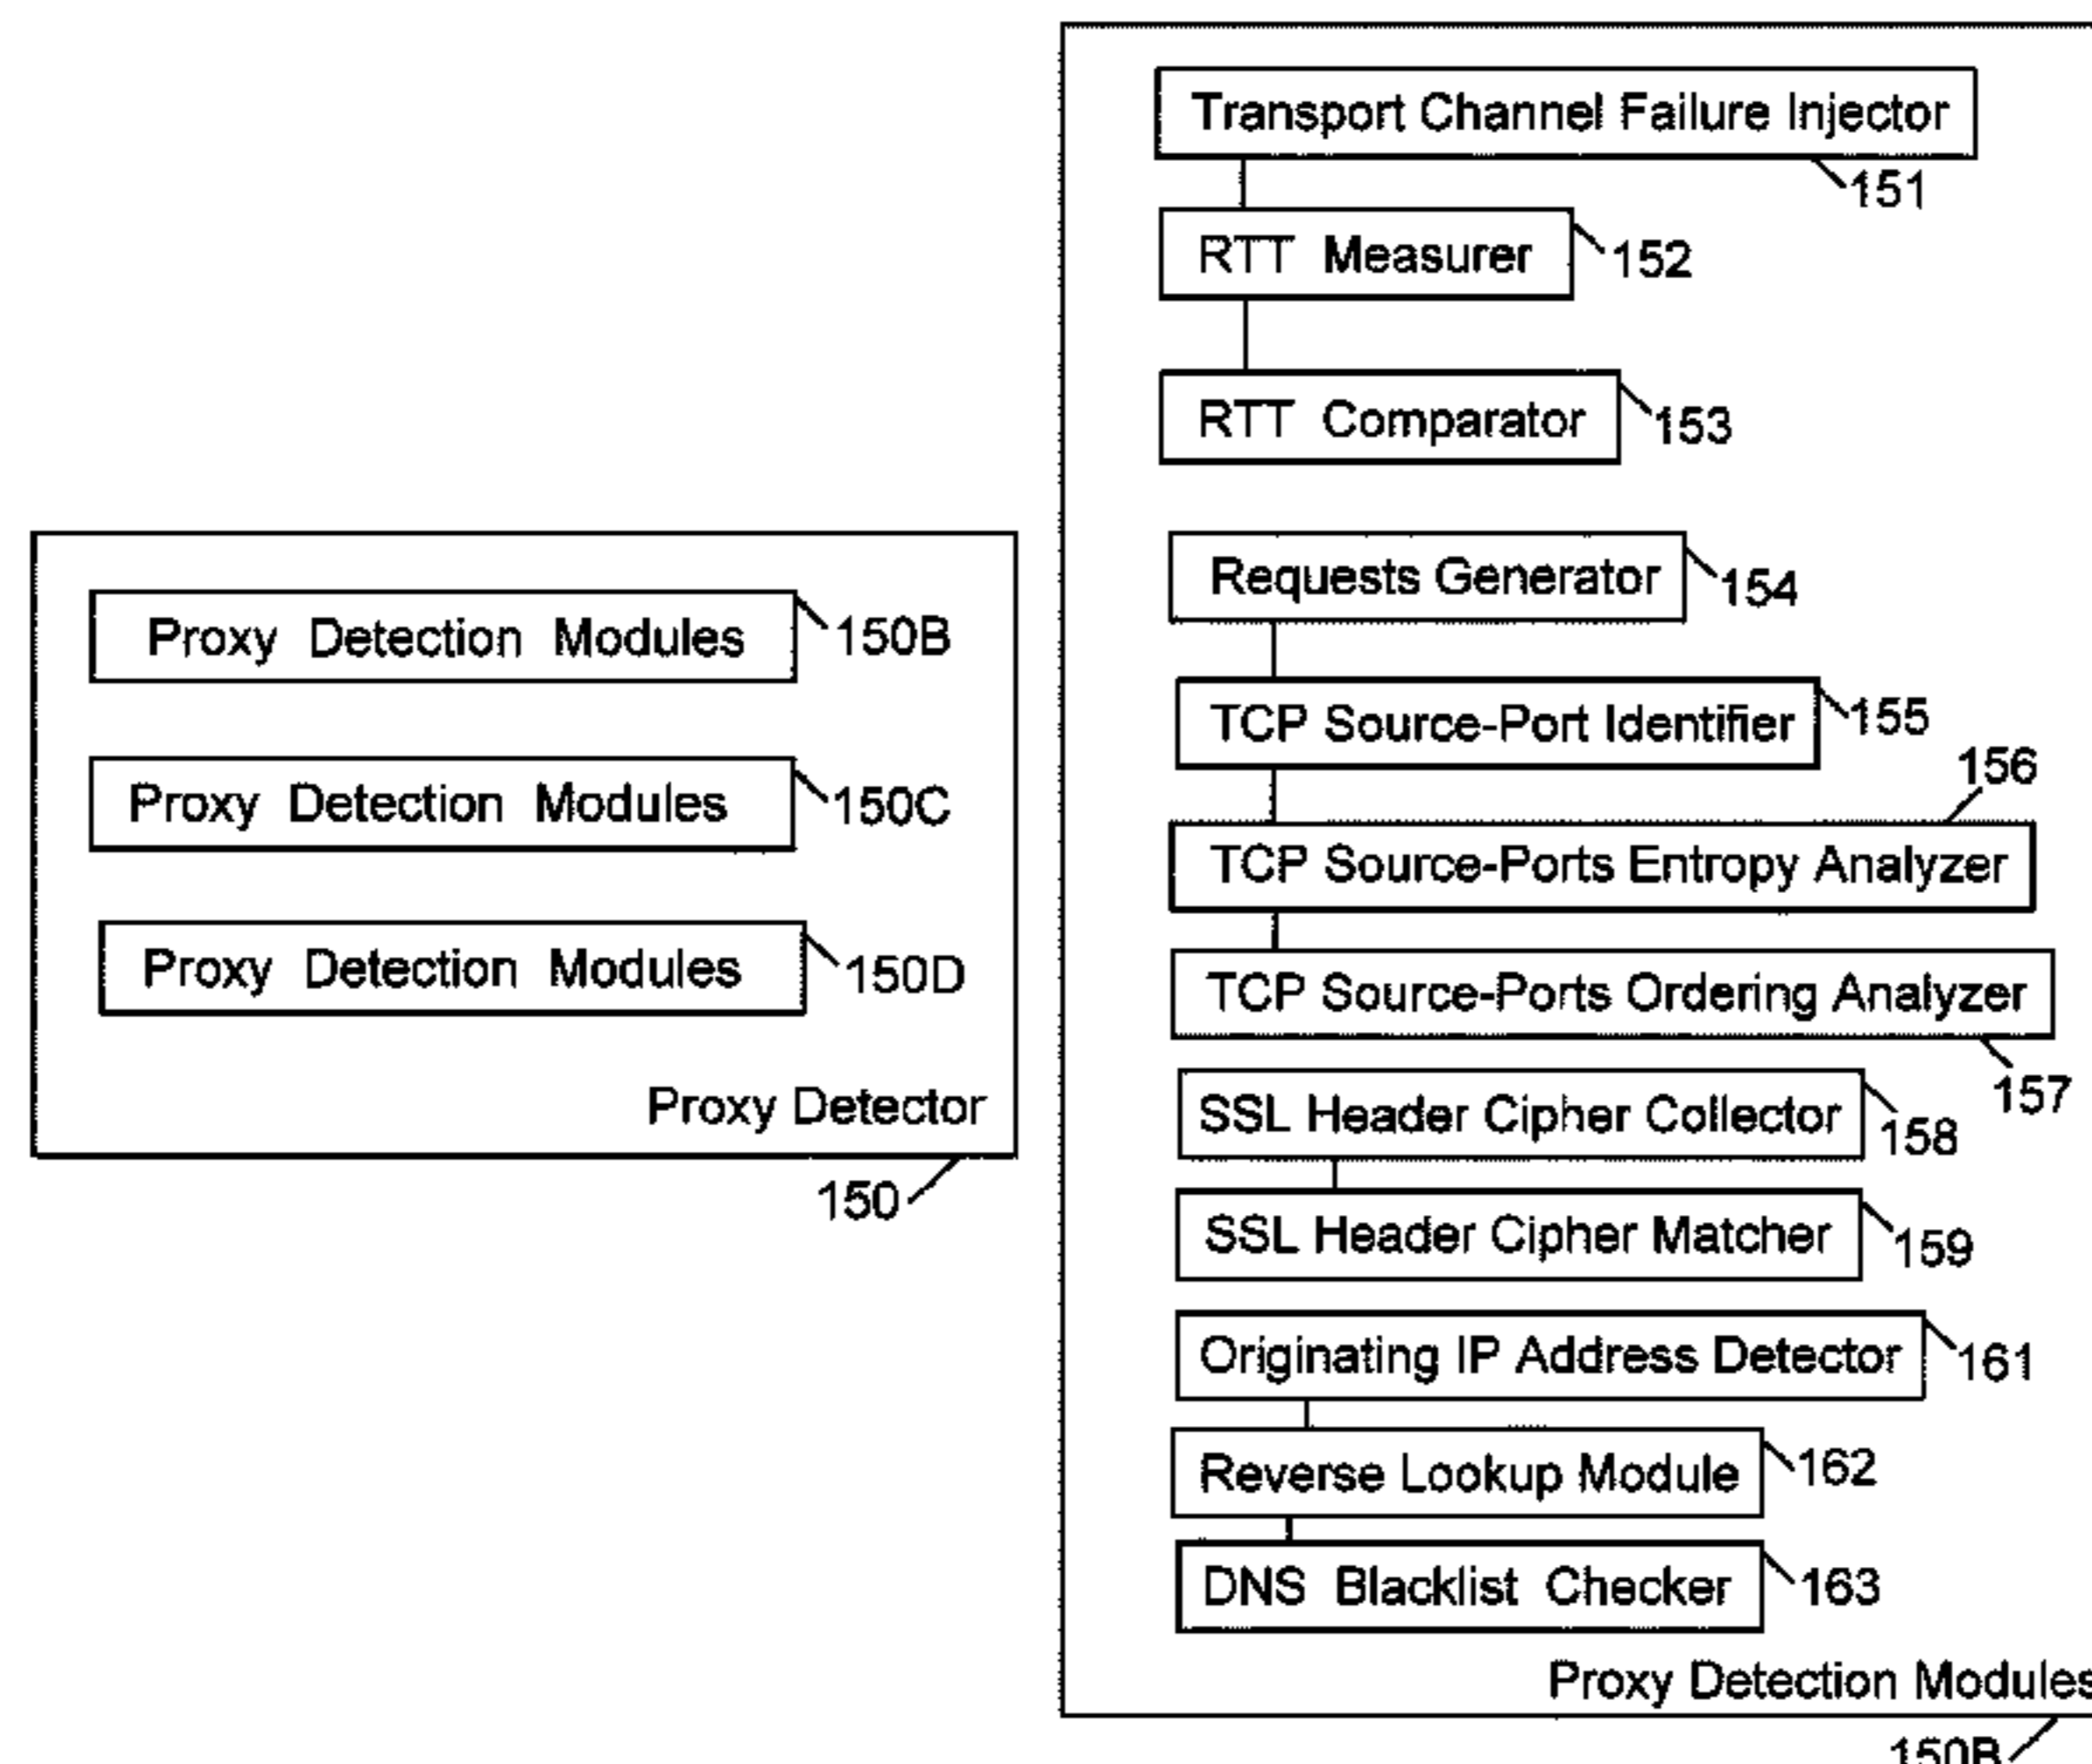 Transport Channel Failure Injector
151
RTT Measurer
152
RTT Comparator
153
Requests Generator
154
TCP Source-Port Identifier
155
156
TCP Source-Ports Entropy Analyzer
TCP Source-Ports Ordering Analyzer
157
SSL Header Cipher Collector
158
SSL Header Cipher Matcher
159
Originating IP Address Detector
161
Reverse Lookup Module
162
DNS Blacklist Checker
163
Proxy Detection Modules
150B
Proxy Detection Modules
150B
Proxy Detection Modules
150C
Proxy Detection Modules
150D
Proxy Detector
150